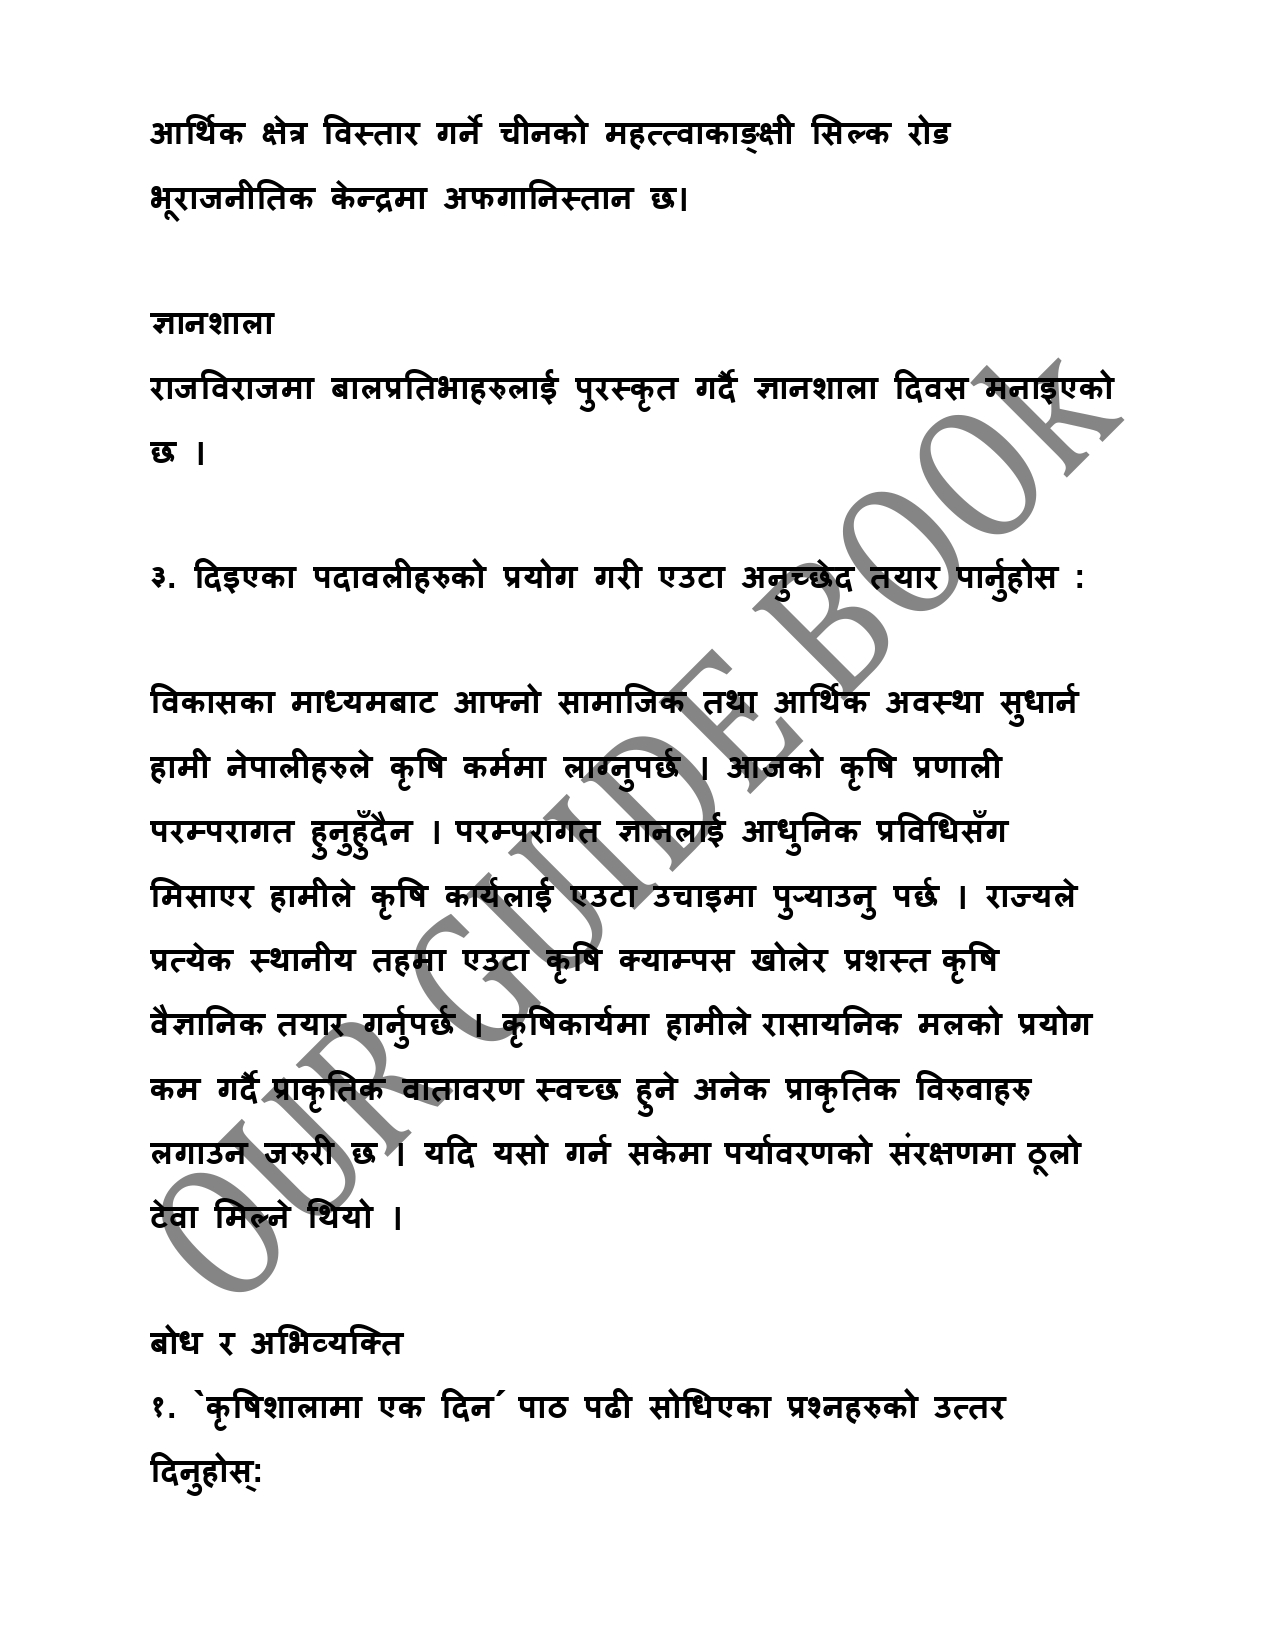 आर्थिक क्षेत्र विस्तार गर्ने चीनको महत्त्वाकाङ्क्षी सिल्क रोड
भूराजनीतिक केन्द्रमा अफगानिस्तान छ।
ज्ञानशाला
राजविराजमा बालप्रतिभाहरुलाई पुरस्कृत गर्दै ज्ञानशाला दिवस मनाइएको
छ ।
३. दिइएका पदावलीहरुको प्रयोग गरी एउटा अनुच्छेद तयार पार्नुहोस :
विकासका माध्यमबाट आफ्नो सामाजिक तथा आर्थिक अवस्था सुधार्न
हामी नेपालीहरुले कृषि कर्ममा लाग्नुपर्छ । आजको कृषि प्रणाली
परम्परागत हुनुहुँदैन । परम्परागत ज्ञानलाई आधुनिक प्रविधिसँग
मिसाएर हामीले कृषि कार्यलाई एउटा उचाइमा पुऱ्याउनु पर्छ । राज्यले
प्रत्येक स्थानीय तहमा एउटा कृषि क्याम्पस खोलेर प्रशस्त कृषि
वैज्ञानिक तयार गर्नुपर्छ । कृषिकार्यमा हामीले रासायनिक मलको प्रयोग
कम गर्दै प्राकृतिक वातावरण स्वच्छ हुने अनेक प्राकृतिक विरुवाहरु
लगाउन जरुरी छ । यदि यसो गर्न सकेमा पर्यावरणको संरक्षणमा ठूलो
टेवा मिल्ने थियो ।
बोध र अभिव्यक्ति
१. `कृषिशालामा एक दिन´ पाठ पढी सोधिएका प्रश्नहरुको उत्तर
दिनुहोस्:
OUR GUIDE BOOK